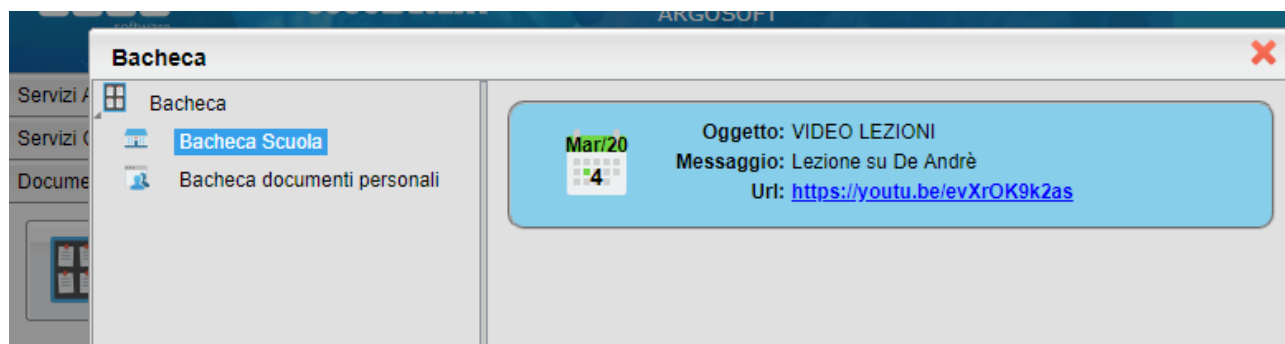 software
ARGOSOFT
Bacheca
Servizi
Bacheca
Servizi
Bacheca Scuola
Bacheca documenti personali
Mar/20
4
Oggetto: VIDEO LEZIONI
Messaggio: Lezione su De Andrè
Url: https://youtu.be/evXrOK9k2as